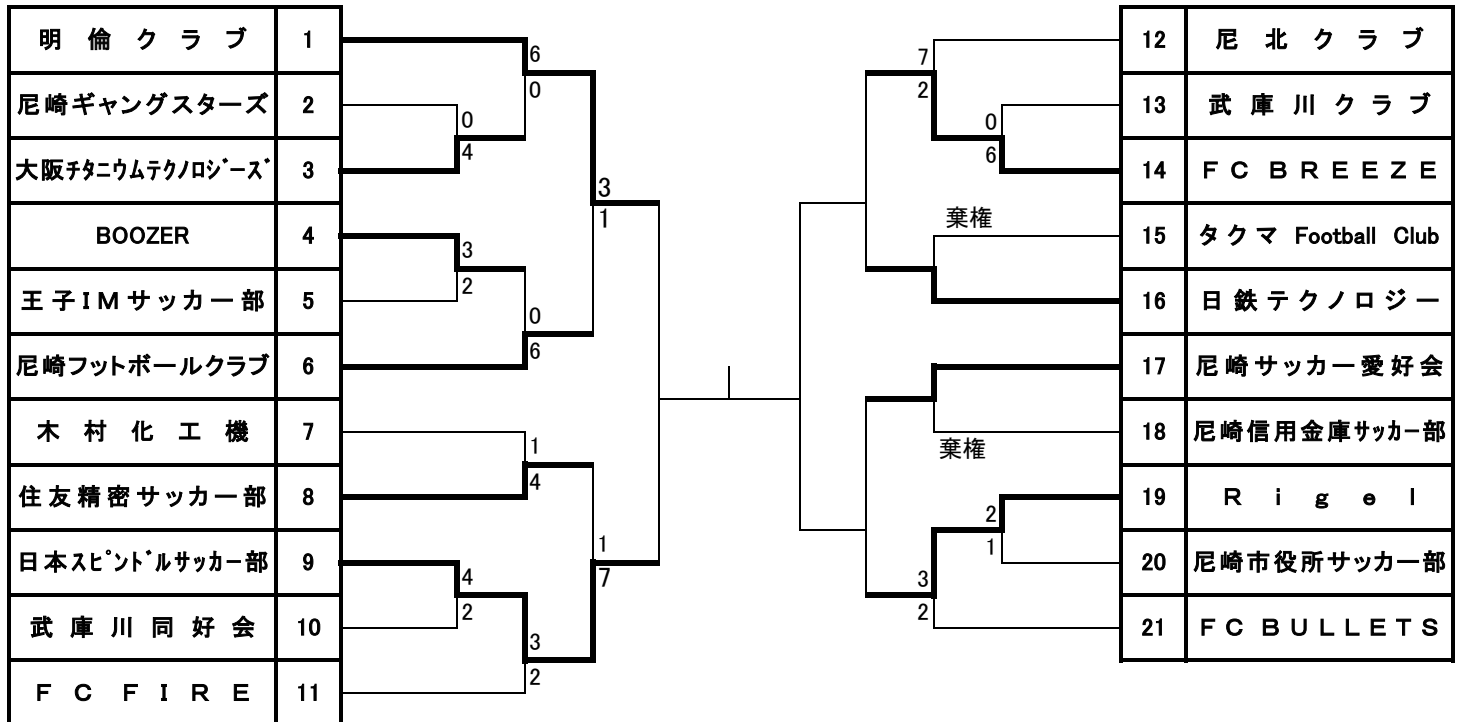 明倫クラブ 1
尼崎ギャングスターズ 2
大阪ﾁﾀﾆｳﾑﾃｸﾉﾛｼﾞｰｽﾞ 3
BOOZER 4
王子IMサッカー部 5
尼崎フットボールクラブ 6
木村化工機 7
住友精密サッカー部 8
日本ｽﾋﾟﾝﾄﾞﾙｻｯｶｰ部 9
武庫川同好会 10
ＦＣ ＦＩＲＥ 11
6
0
0
4
3
1
3
2
0
6
1
4
1
7
4
2
3
2
7
2
0
6
棄権
棄権
2
1
3
2
12 尼北クラブ
13 武庫川クラブ
14 ＦＣ ＢＲＥＥＺＥ
15 タクマ Football Club
16 日鉄テクノロジー
17 尼崎サッカー愛好会
18 尼崎信用金庫ｻｯｶｰ部
19 Ｒｉｇｅｌ
20 尼崎市役所サッカー部
21 ＦＣ ＢＵＬＬＥＴＳ